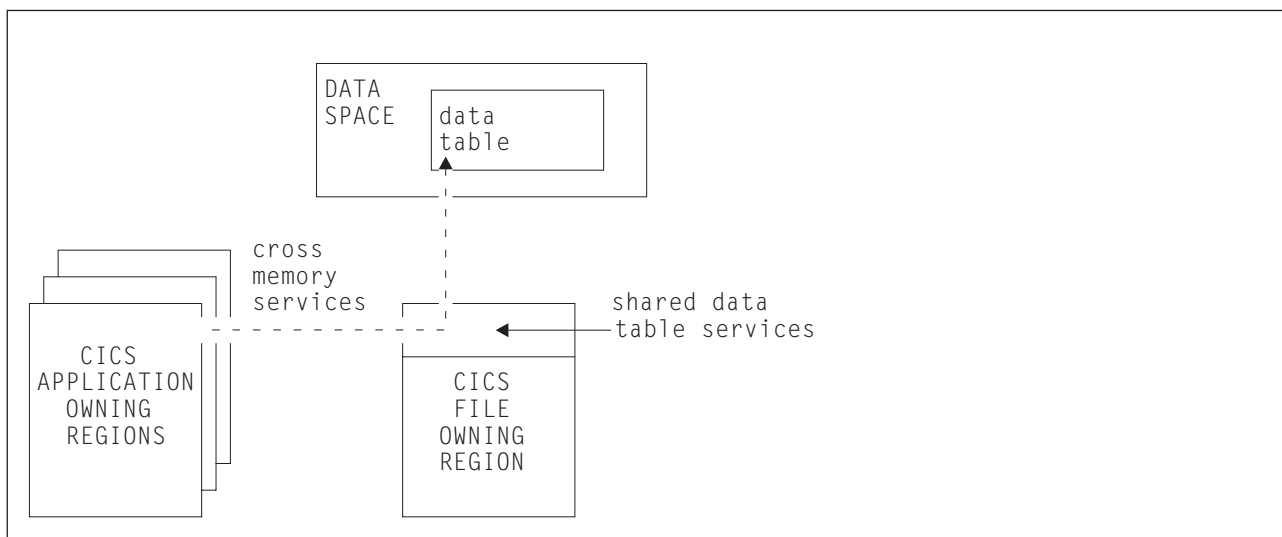 DATA
SPACE
data
table
cross
memory
services
shared data
table services
CICS
APPLICATION
OWNING
REGIONS
CICS
FILE
OWNING
REGION